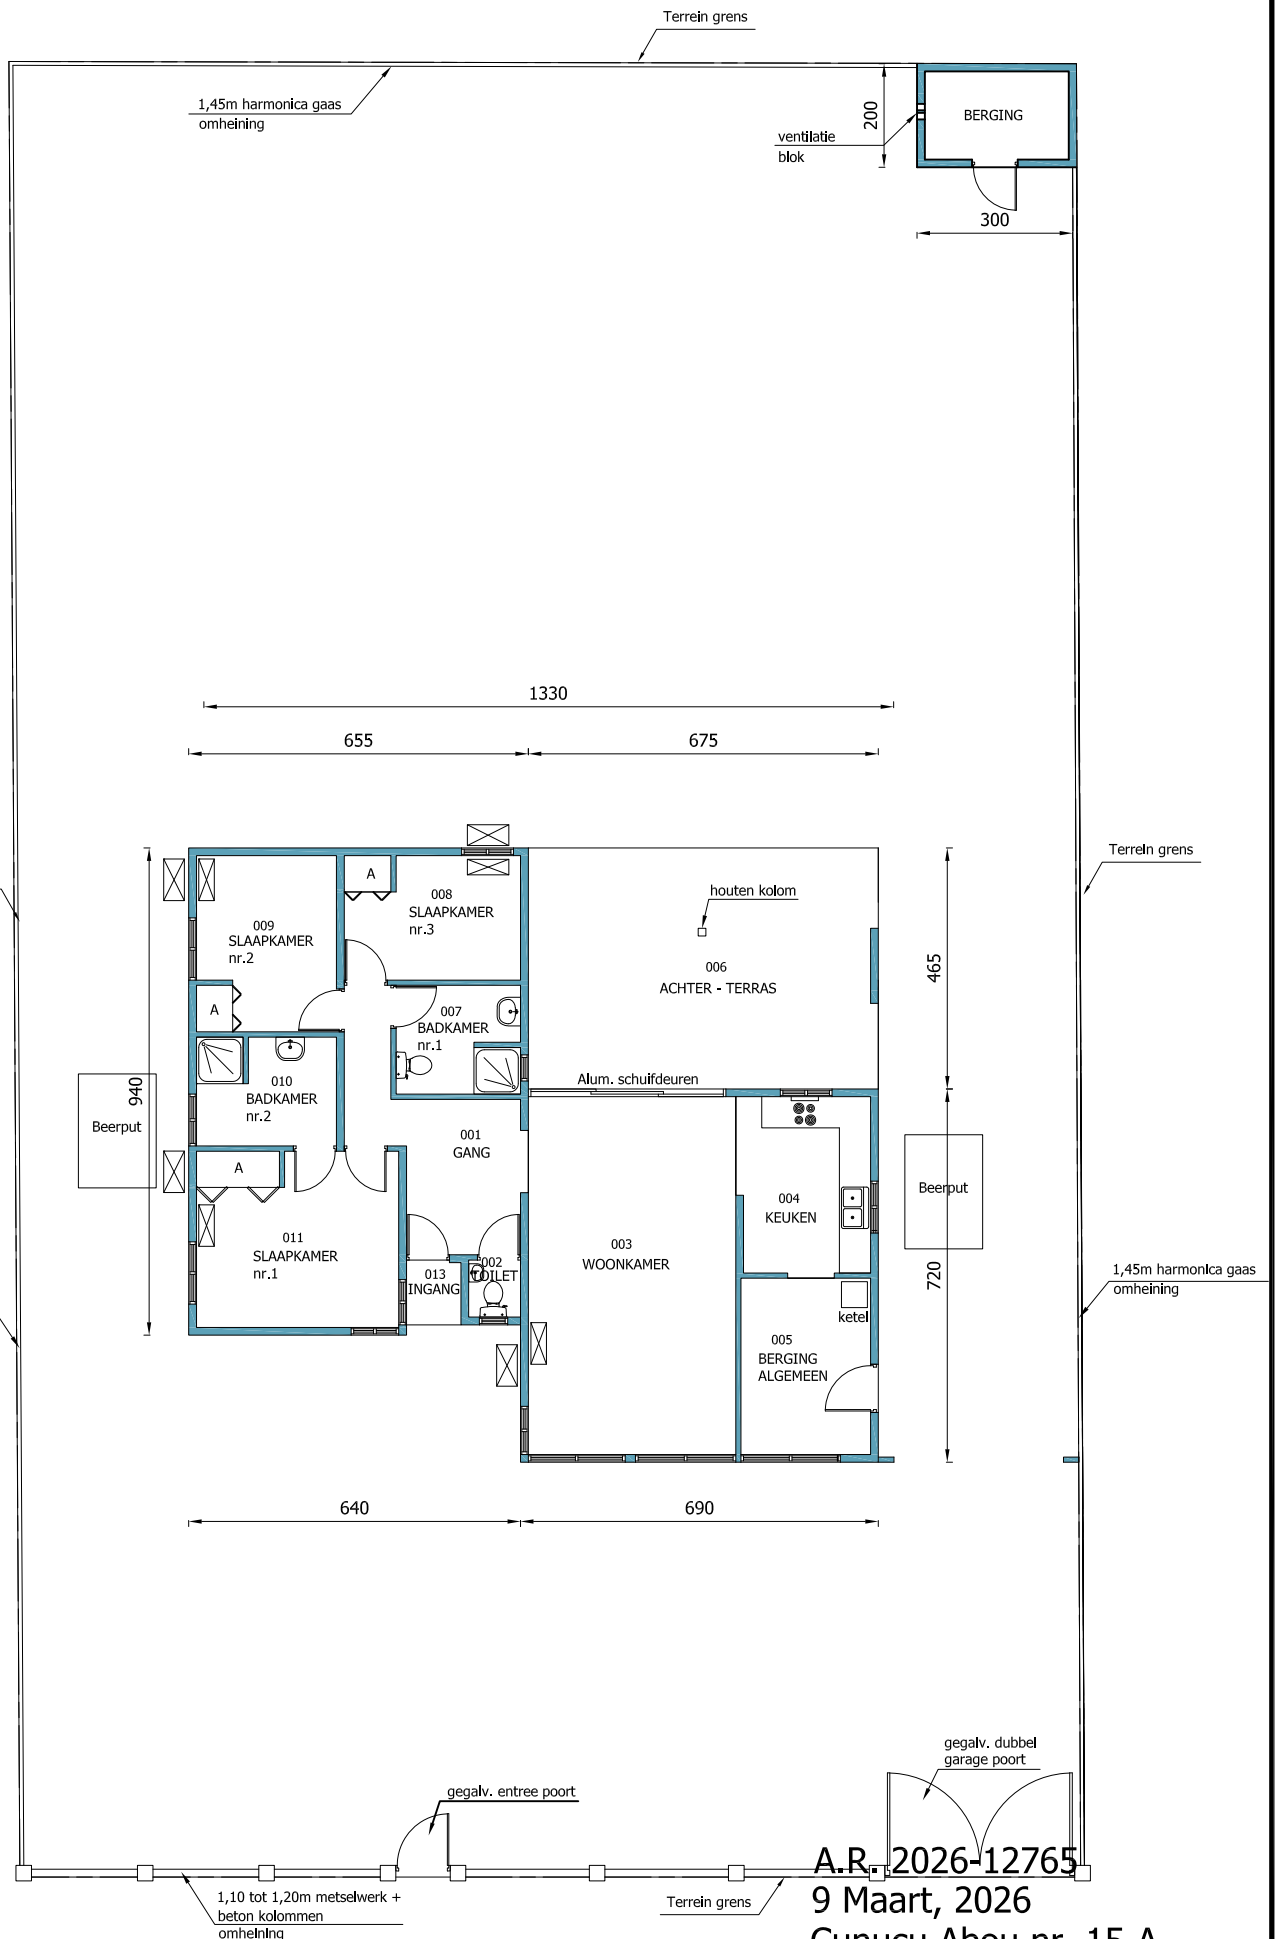 Terrein grens
1,45m harmonica gaas
omheining
200
BERGING
ventilatie
blok
300
1330
655
675
Terrein grens
houten kolom
A
008
SLAAPKAMER
nr.3
009
SLAAPKAMER
nr.2
006
ACHTER - TERRAS
465
A
007
BADKAMER
nr.1
Alum. schuifdeuren
940
Beerput
010
BADKAMER
nr.2
001
GANG
A
004
KEUKEN
Beerput
011
SLAAPKAMER
nr.1
003
WOONKAMER
002
TOILET
013
INGANG
720
1,45m harmonica gaas
omheining
ketel
005
BERGING
ALGEMEEN
640
690
gegalv. dubbel
garage poort
gegalv. entree poort
1,10 tot 1,20m metselwerk +
beton kolommen
omheining
Terrein grens
A.R. 2026-12765
9 Maart, 2026
Cunucu Abou nr. 15-A